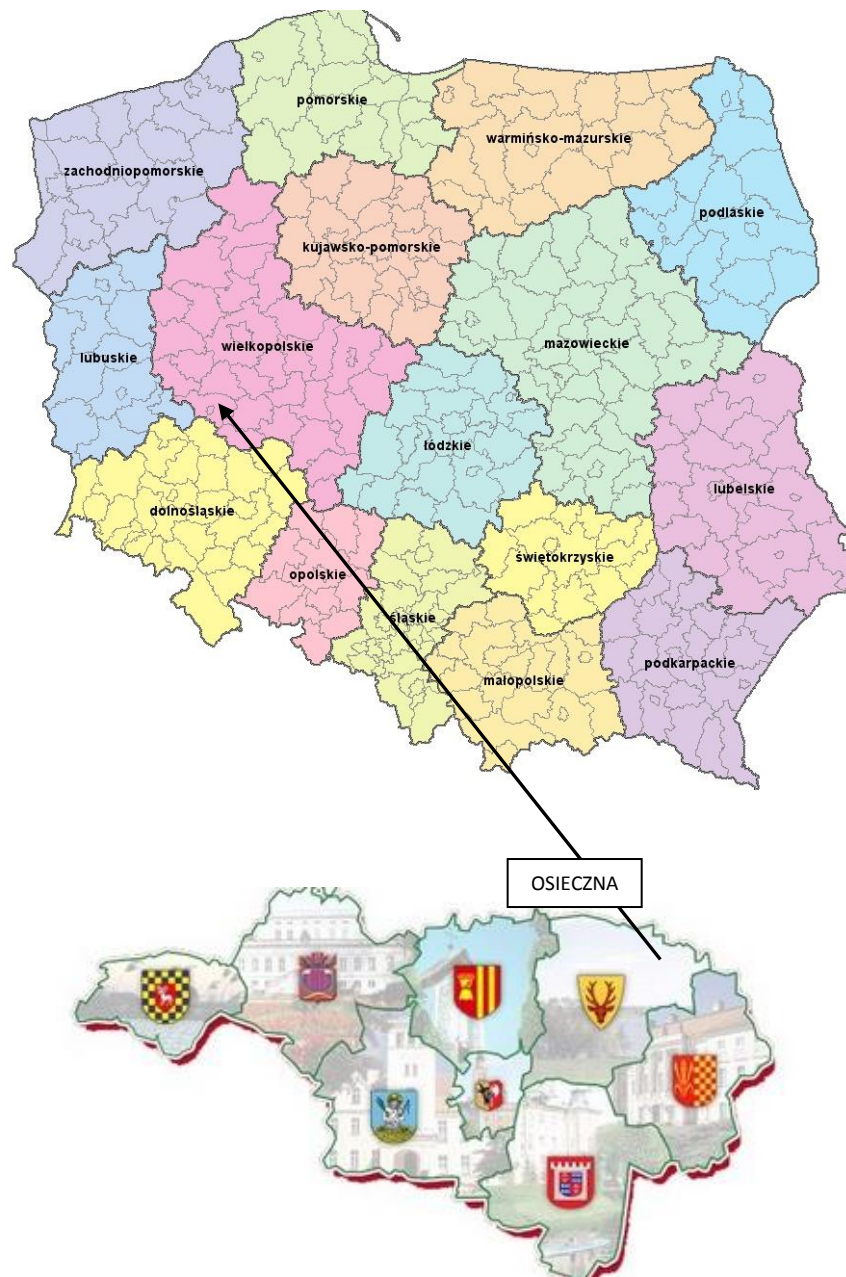 pomorskie
warmińsko-mazurskie
zachodniopomorskie
podlaskie
kujawsko-pomorskie
wielkopolskie
mazowieckie
lubuskie
łódzkie
lubelskie
dolnośląskie
świętokrzyskie
opolskie
śląskie
podkarpackie
małopolskie
OSIECZNA